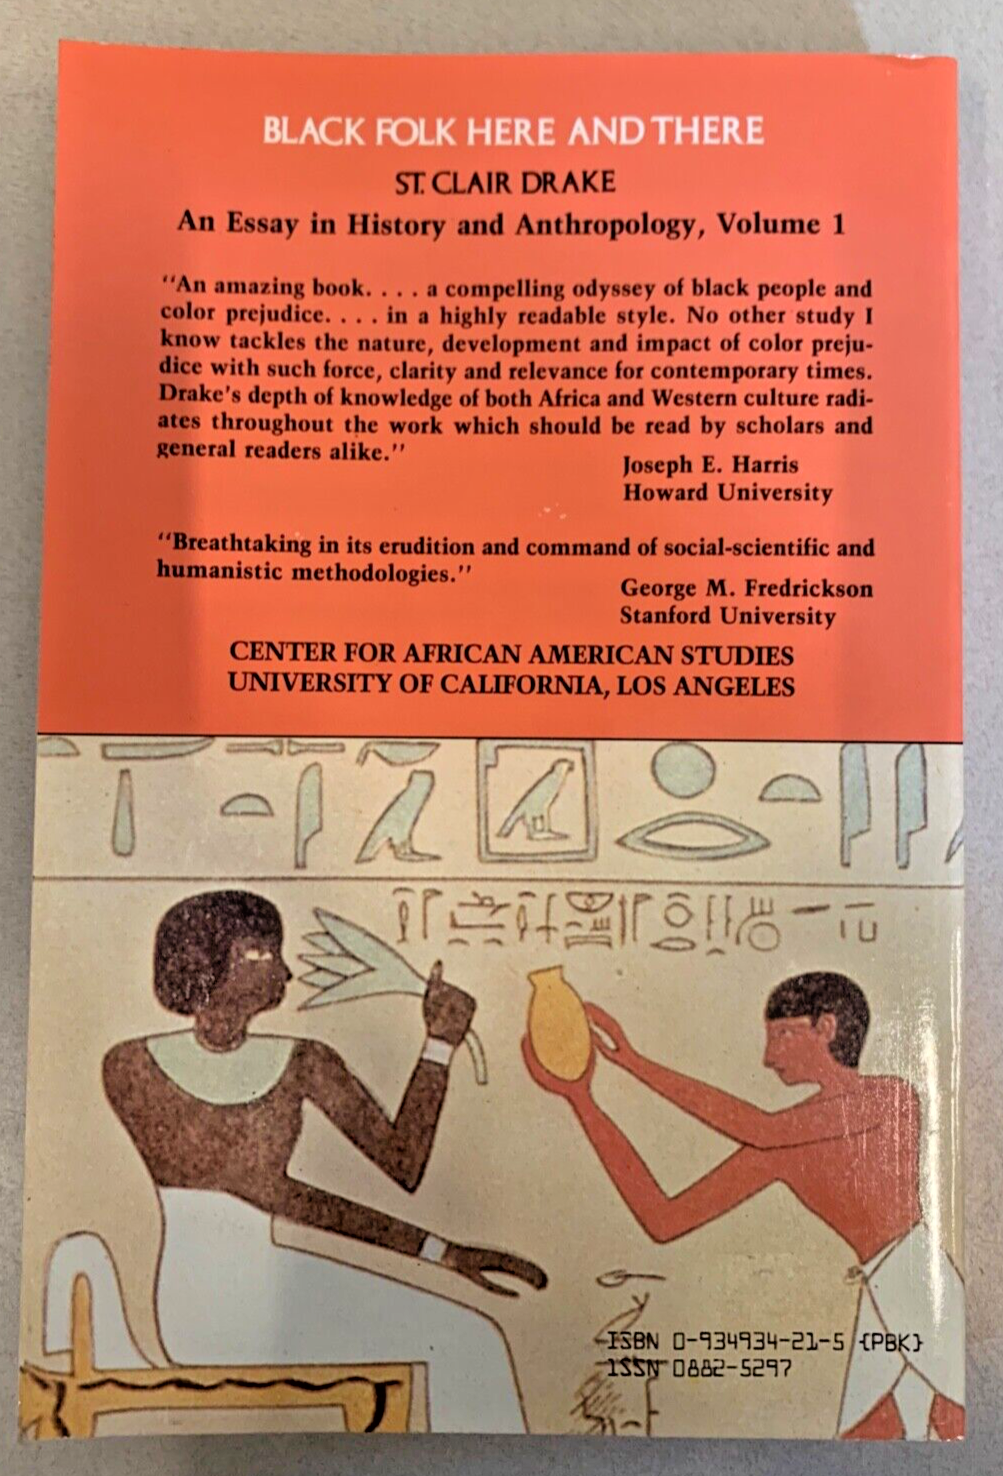 BLACK FOLK HERE AND THERE
ST. CLAIR DRAKE
An Essay in History and Anthropology, Volume 1
"An amazing book. . . . a compelling odyssey of black people and
color prejudice. . . . in a highly readable style. No other study I
know tackles the nature, development and impact of color preju-
dice with such force, clarity and relevance for contemporary times.
Drake's depth of knowledge of both Africa and Western culture radi-
ates throughout the work which should be read by scholars and
general readers alike."
Joseph E. Harris
Howard University
"Breathtaking in its erudition and command of social-scientific and
humanistic methodologies."
George M. Fredrickson
Stanford University
CENTER FOR AFRICAN AMERICAN STUDIES
UNIVERSITY OF CALIFORNIA, LOS ANGELES
ISBN 0-934934-21-5 {PBK}
ISSN 0882-5297